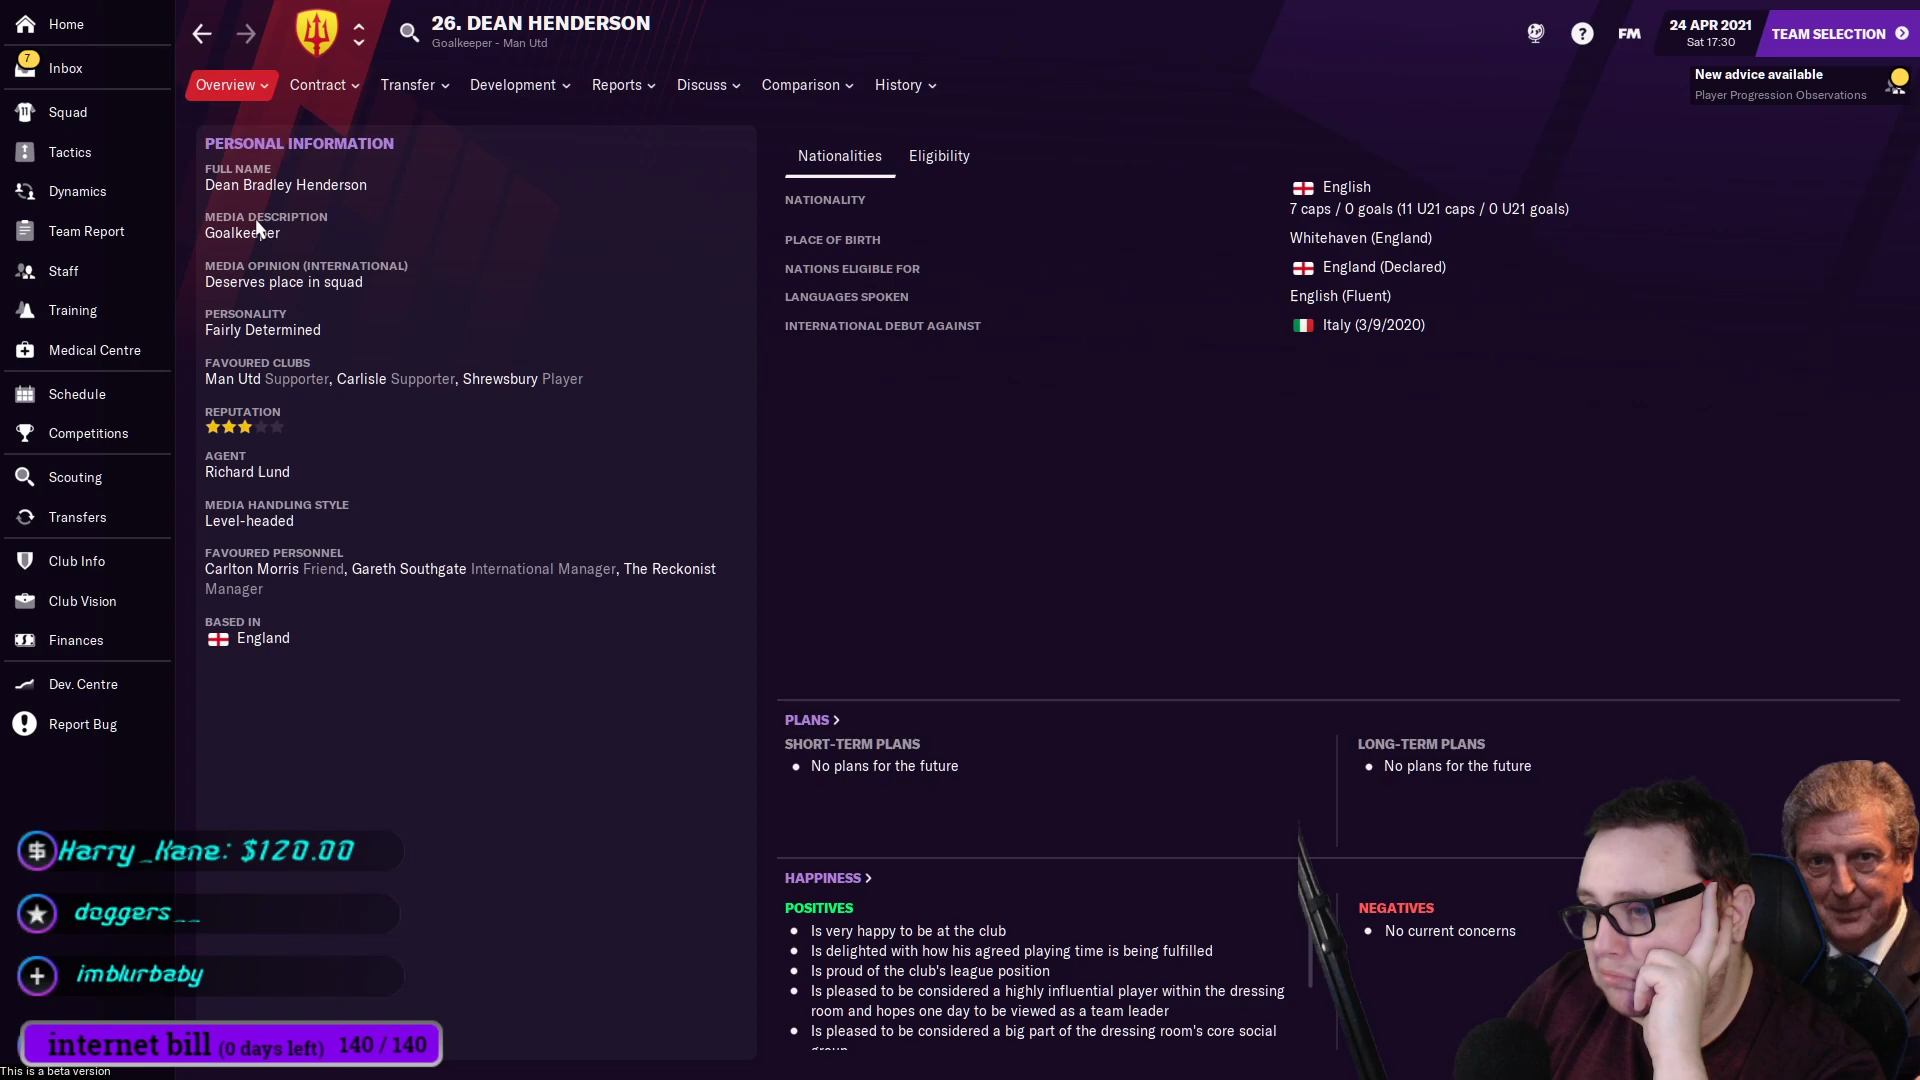 Home
7
Inbox
Squad
Tactics
Dynamics
Team Report
Staff
Training
Medical Centre
Schedule
Competitions
Scouting
Transfers
Club Info
Club Vision
Finances
Dev. Centre
Report Bug
26. DEAN HENDERSON
Goalkeeper - Man Utd
FM
24 APR 2021
Sat 17:30
TEAM SELECTION
New advice available
Player Progression Observations
Overview
Contract
Transfer
Development
Reports
Discuss
Comparison
History
PERSONAL INFORMATION
FULL NAME
Dean Bradley Henderson
MEDIA DESCRIPTION
Goalkeeper
MEDIA OPINION (INTERNATIONAL)
Deserves place in squad
PERSONALITY
Fairly Determined
FAVOURED CLUBS
Man Utd Supporter, Carlisle Supporter, Shrewsbury Player
REPUTATION
AGENT
Richard Lund
MEDIA HANDLING STYLE
Level-headed
FAVOURED PERSONNEL
Carlton Morris Friend, Gareth Southgate International Manager, The Reckonist
Manager
BASED IN
England
Nationalities
Eligibility
NATIONALITY
English
7 caps / 0 goals (11 U21 caps / 0 U21 goals)
PLACE OF BIRTH
Whitehaven (England)
NATIONS ELIGIBLE FOR
England (Declared)
LANGUAGES SPOKEN
English (Fluent)
INTERNATIONAL DEBUT AGAINST
Italy (3/9/2020)
PLANS >
SHORT-TERM PLANS
No plans for the future
LONG-TERM PLANS
No plans for the future
HAPPINESS >
POSITIVES
Is very happy to be at the club
Is delighted with how his agreed playing time is being fulfilled
Is proud of the club's league position
Is pleased to be considered a highly influential player within the dressing
room and hopes one day to be viewed as a team leader
Is pleased to be considered a big part of the dressing room's core social
group
NEGATIVES
No current concerns
Harry_Kane: $120.00
daggers__
imblurbaby
internet bill (0 days left) 140 / 140
This is a beta version